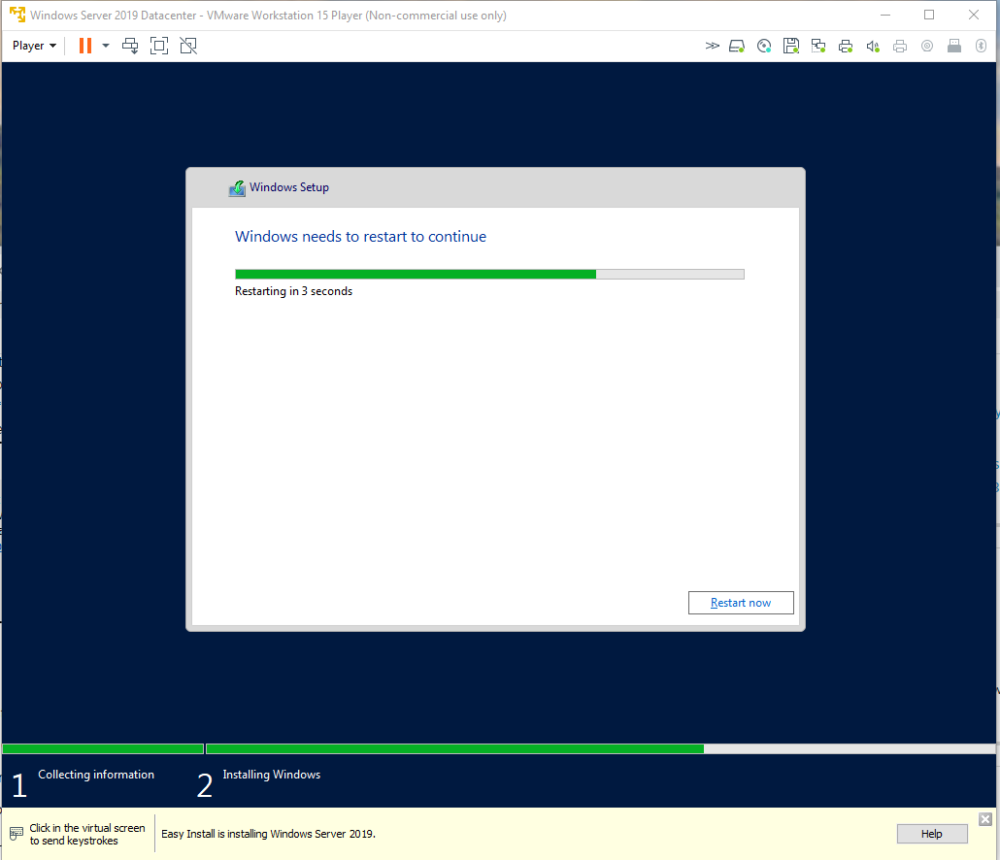 Windows Server 2019 Datacenter - VMware Workstation 15 Player (Non-commercial use only)
Player
Windows Setup
Windows needs to restart to continue
Restarting in 3 seconds
Restart now
1 Collecting information
2 Installing Windows
Click in the virtual screen
to send keystrokes
Easy Install is installing Windows Server 2019.
Help